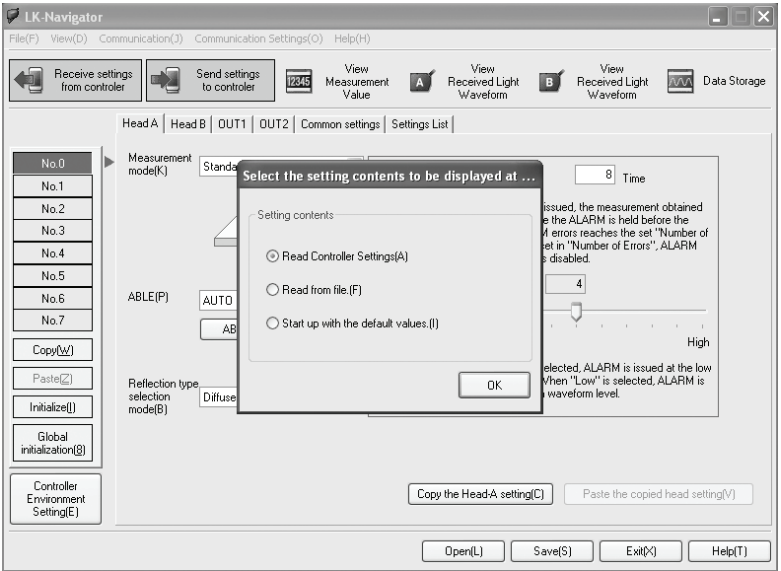 LK-Navigator
File(F) View(D) Communication(J) Communication Settings(O) Help(H)
Receive settings
from controler
Send settings
to controler
12345
View
Measurement
Value
A
View
Received Light
Waveform
B
View
Received Light
Waveform
Data Storage
Head A
Head B
OUT1
OUT2
Common settings
Settings List
No.0
No.1
No.2
No.3
No.4
No.5
No.6
No.7
Copy(W)
Paste(Z)
Initialize(I)
Global
initialization(8)
Controller
Environment
Setting(E)
Measurement
mode(K)
Standa
ABLE(P)
AUTO
AB
Reflection type
selection
mode(B)
Diffuse
Select the setting contents to be displayed at ...
Setting contents
Read Controller Settings(A)
Read from file.(F)
Start up with the default values.(I)
OK
8 Time
issued, the measurement obtained
e the ALARM is held before the
M errors reaches the set "Number of
et in "Number of Errors", ALARM
s disabled.
4
High
elected, ALARM is issued at the low
When "Low" is selected, ALARM is
waveform level.
Copy the Head-A setting(C)
Paste the copied head setting(V)
Open(L)
Save(S)
Exit(X)
Help(T)